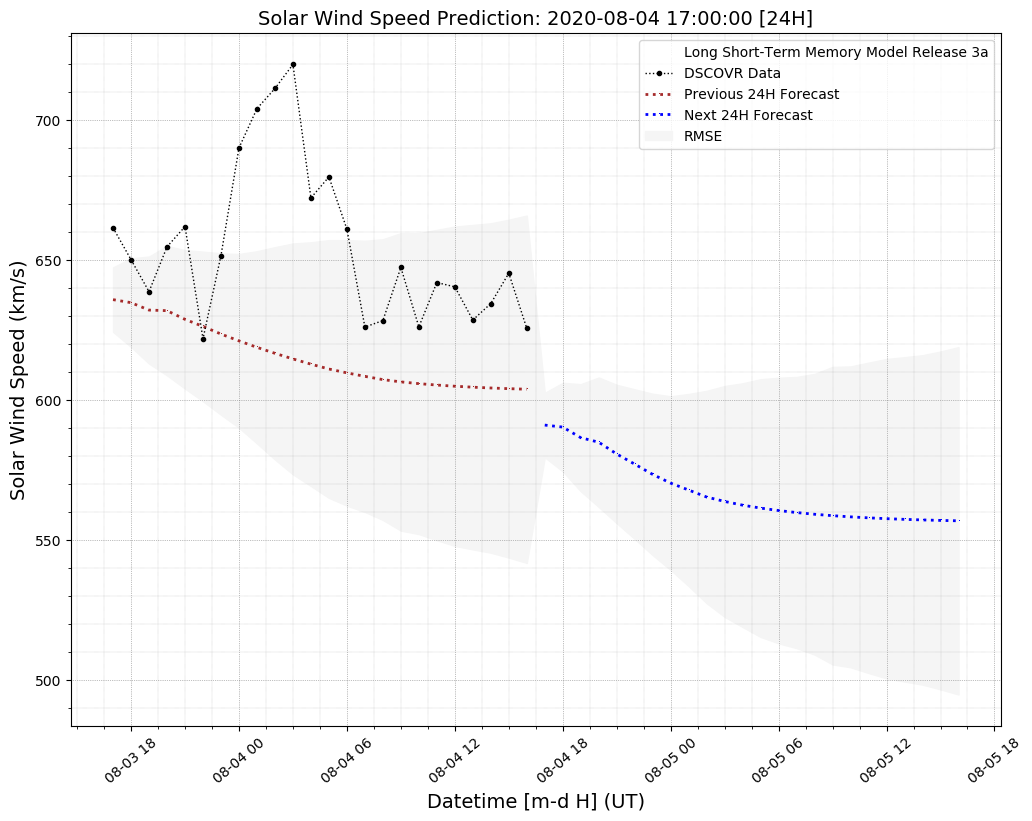 Solar Wind Speed Prediction: 2020-08-04 17:00:00 [24H]
Long Short-Term Memory Model Release 3a
DSCOVR Data
Previous 24H Forecast
Next 24H Forecast
RMSE
Solar Wind Speed (km/s)
700
650
600
550
500
08-03 18
08-04 00
08-04 06
08-04 12
08-04 18
08-05 00
08-05 06
08-05 12
08-05 18
Datetime [m-d H] (UT)